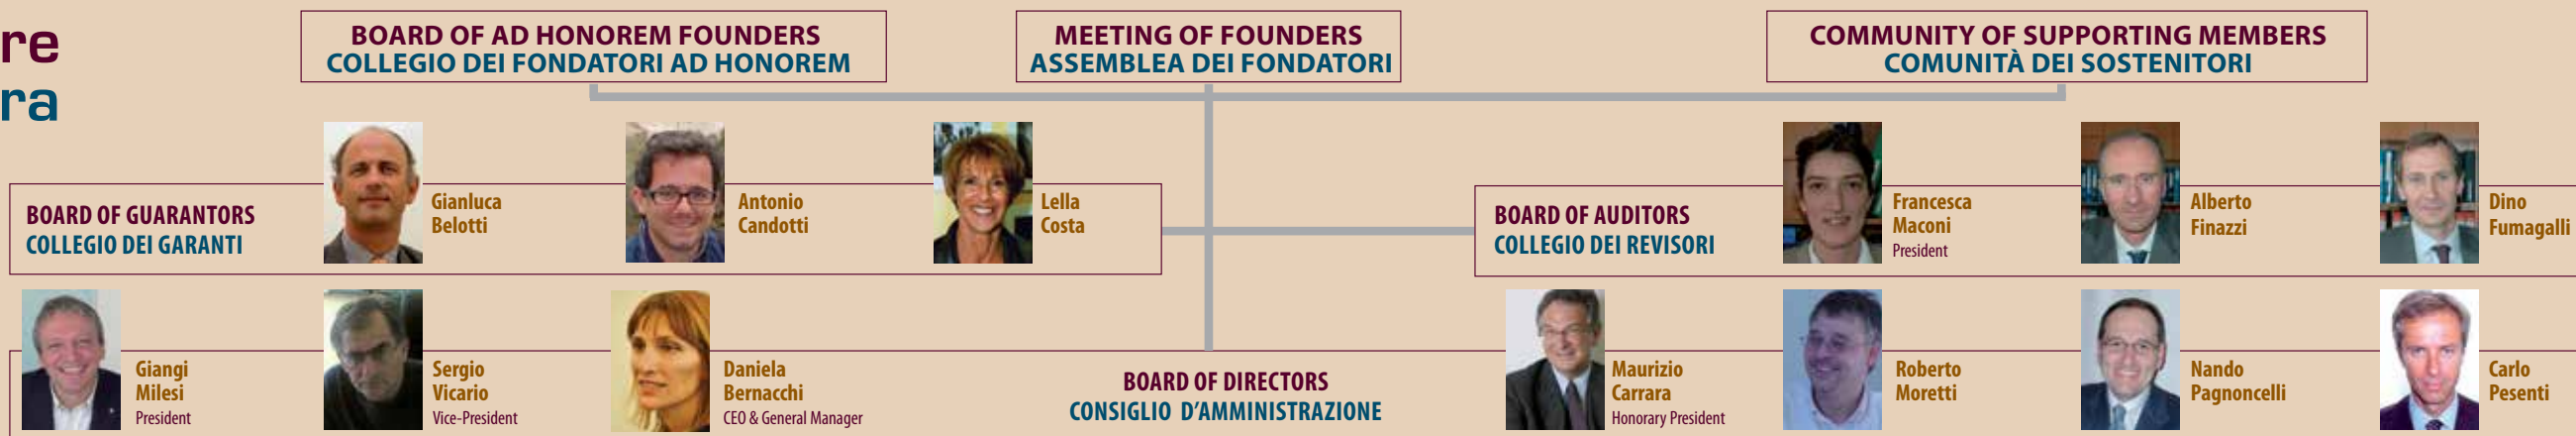 re
ra
BOARD OF AD HONOREM FOUNDERS
COLLEGIO DEI FONDATORI AD HONOREM
MEETING OF FOUNDERS
ASSEMBLEA DEI FONDATORI
COMMUNITY OF SUPPORTING MEMBERS
COMUNITÀ DEI SOSTENITORI
BOARD OF GUARANTORS
COLLEGIO DEI GARANTI
Gianluca
Belotti
Antonio
Candotti
Lella
Costa
BOARD OF AUDITORS
COLLEGIO DEI REVISORI
Francesca
Maconi
President
Alberto
Finazzi
Dino
Fumagalli
Giangi
Milesi
President
Sergio
Vicario
Vice-President
Daniela
Bernacchi
CEO & General Manager
BOARD OF DIRECTORS
CONSIGLIO D'AMMINISTRAZIONE
Maurizio
Carrara
Honorary President
Roberto
Moretti
Nando
Pagnoncelli
Carlo
Pesenti